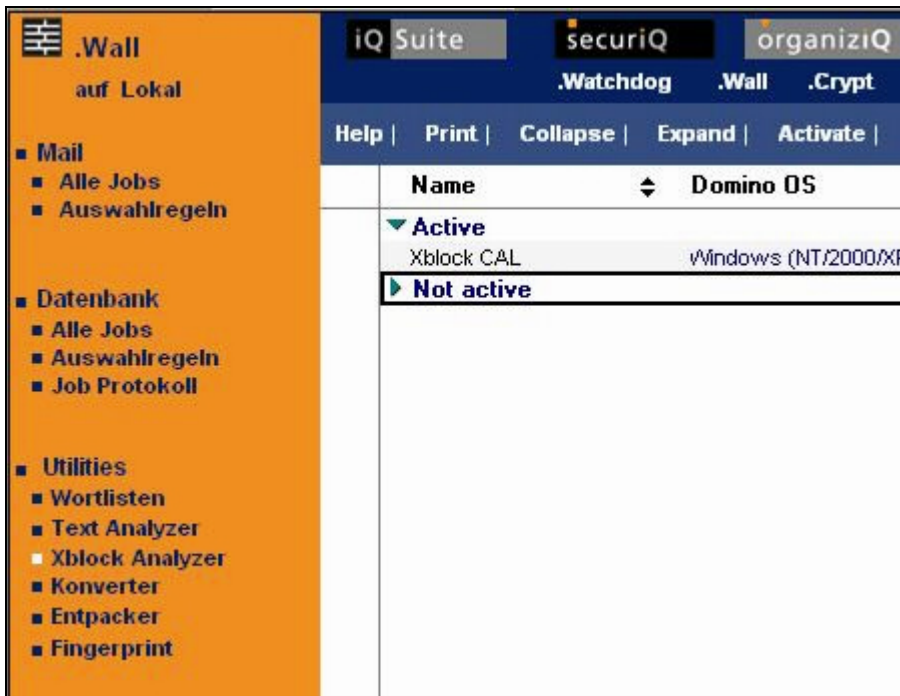 .Wall
auf Lokal
Mail
Alle Jobs
Auswahlregeln
Datenbank
Alle Jobs
Auswahlregeln
Job Protokoll
Utilities
Wortlisten
Text Analyzer
Xblock Analyzer
Konverter
Entpacker
Fingerprint
iQ Suite securiQ organiziQ
.Watchdog .Wall .Crypt
Help | Print | Collapse | Expand | Activate |
Name Domino OS
Active
Xblock CAL Windows (NT/2000/XP
Not active